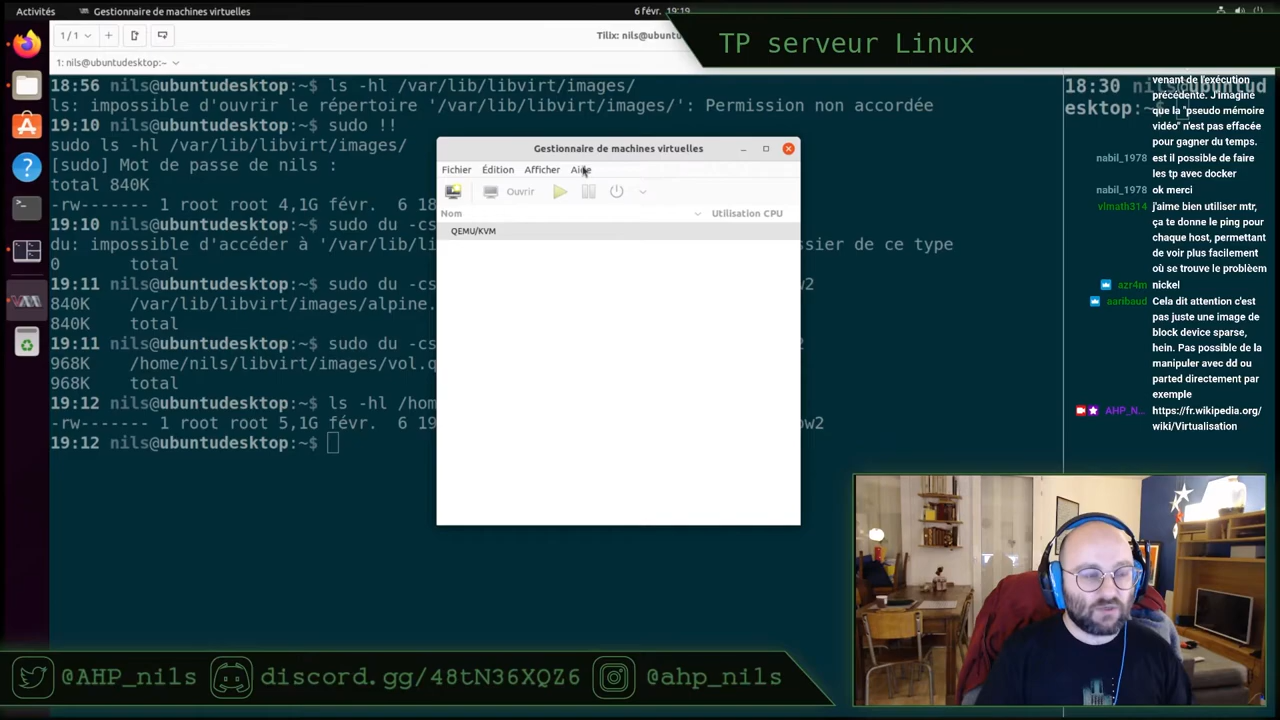 Activités
Gestionnaire de machines virtuelles
6 févr. 19:19
TP serveur Linux
1 / 1
Tilix: nils@ubuntu
1: nils@ubuntudesktop:~
18:56 nils@ubuntudesktop:~$ ls -hl /var/lib/libvirt/images/
ls: impossible d'ouvrir le répertoire '/var/lib/libvirt/images/': Permission non accordée
19:10 nils@ubuntudesktop:~$ sudo !!
sudo ls -hl /var/lib/libvirt/images/
[sudo] Mot de passe de nils :
total 840K
-rw------- 1 root root 4,1G févr.  6 18
19:10 nils@ubuntudesktop:~$ sudo du -cs
du: impossible d'accéder à '/var/lib/li
ssier de ce type
0 total
19:11 nils@ubuntudesktop:~$ sudo du -cs
w2
840K /var/lib/libvirt/images/alpine.
840K total
19:11 nils@ubuntudesktop:~$ sudo du -cs
2
968K /home/nils/libvirt/images/vol.q
968K total
19:12 nils@ubuntudesktop:~$ ls -hl /hom
-rw------- 1 root root 5,1G févr.  6 19
ow2
19:12 nils@ubuntudesktop:~$
Gestionnaire de machines virtuelles
Fichier Édition Afficher Aide
Ouvrir
Nom
Utilisation CPU
QEMU/KVM
18:30 nils@ubuntud
esktop:~$
venant de l'exécution
précédente. J'imagine
que la "pseudo mémoire
vidéo" n'est pas effacée
pour gagner du temps.
nabil_1978 est il possible de faire
les tp avec docker
nabil_1978 ok merci
vlmath314 j'aime bien utiliser mtr,
ça te donne le ping pour
chaque host, permettant
de voir plus facilement
où se trouve le problèem
azr4m nickel
aaribaud Cela dit attention c'est
pas juste une image de
block device sparse,
hein. Pas possible de la
manipuler avec dd ou
parted directement par
exemple
AHP_N... https://fr.wikipedia.org/
wiki/Virtualisation
@AHP_nils
discord.gg/48tN36XQZ6
@ahp_nils